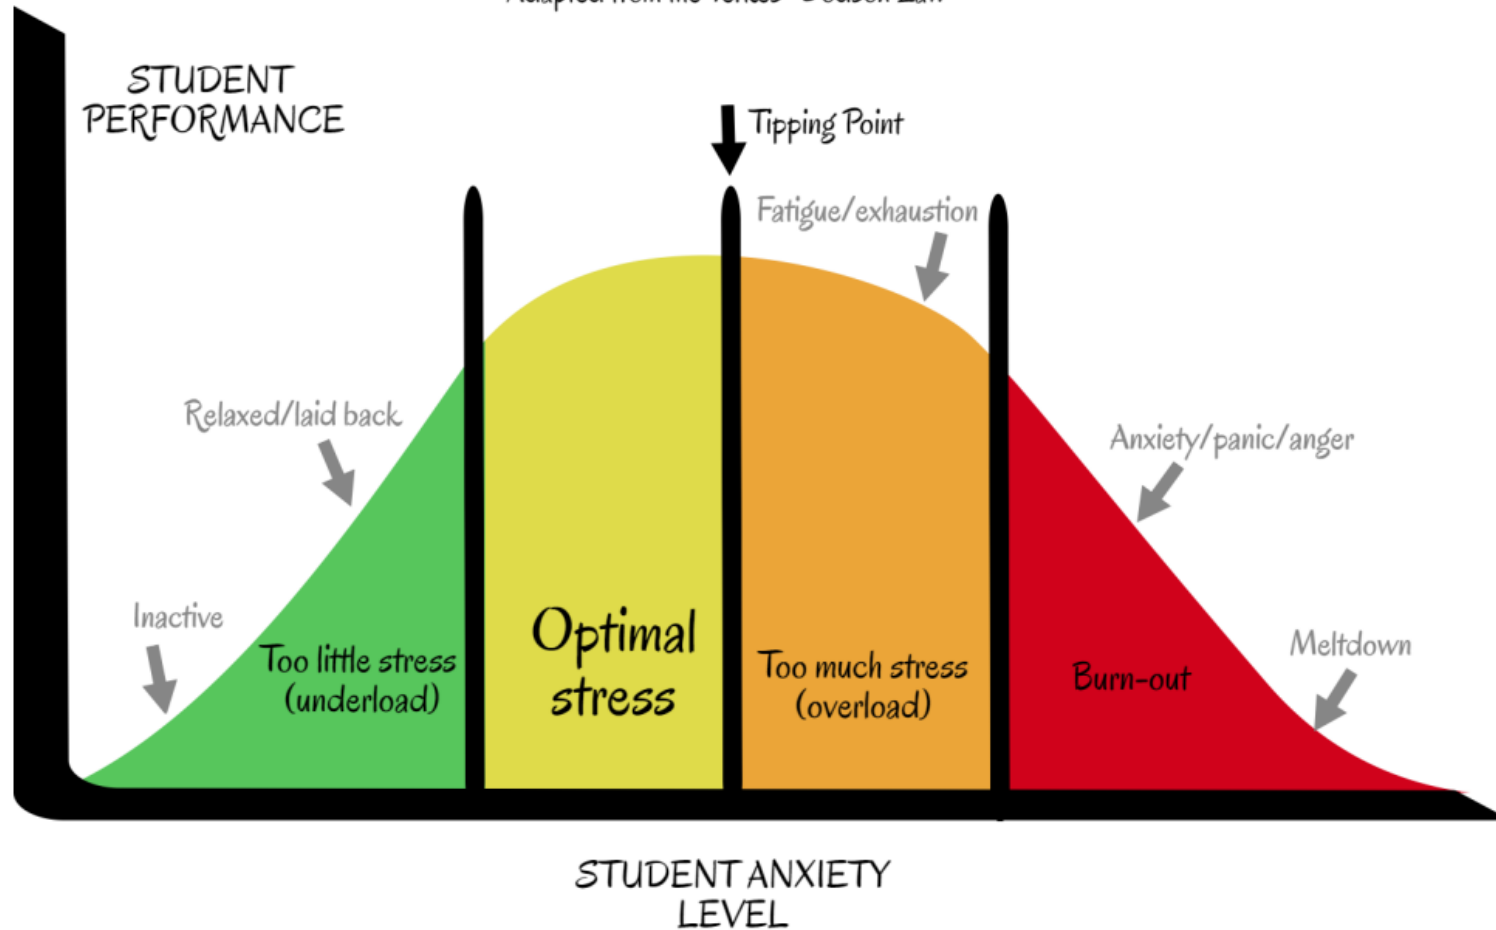 STUDENT
PERFORMANCE
Tipping Point
Fatigue/exhaustion
Relaxed/laid back
Anxiety/panic/anger
Inactive
Optimal
stress
Too little stress
(underload)
Too much stress
(overload)
Burn-out
Meltdown
STUDENT ANXIETY
LEVEL